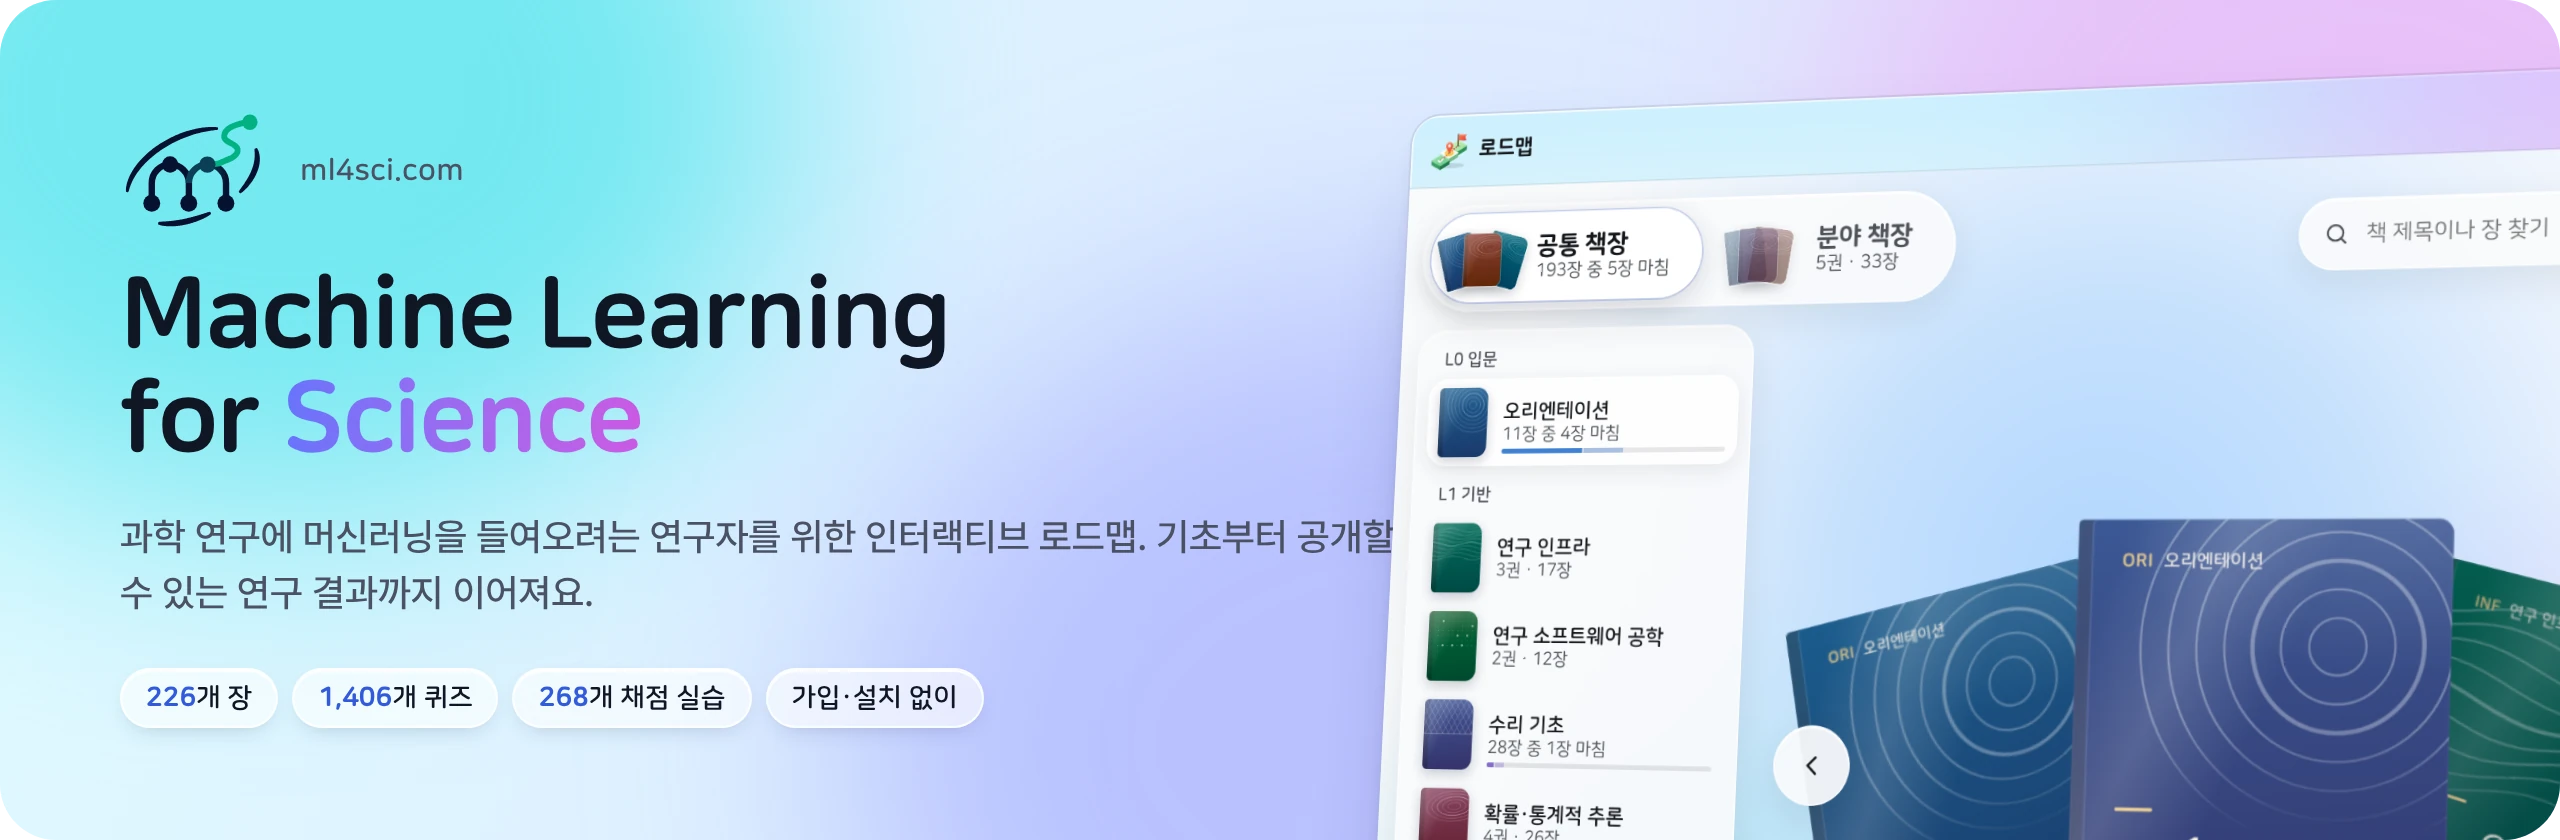 ml4sci.com
Machine Learning
for Science
과학 연구에 머신러닝을 들여오려는 연구자를 위한 인터랙티브 로드맵. 기초부터 공개할
수 있는 연구 결과까지 이어져요.
226개 장
1,406개 퀴즈
268개 채점 실습
가입·설치 없이
로드맵
공통 책장
193장 중 5장 마침
분야 책장
5권 · 33장
책 제목이나 장 찾기
L0 입문
오리엔테이션
11장 중 4장 마침
L1 기반
연구 인프라
3권 · 17장
연구 소프트웨어 공학
2권 · 12장
수리 기초
28장 중 1장 마침
확률·통계적 추론
4권 · 26장
ORI 오리엔테이션
ORI 오리엔테이션
INF 연구